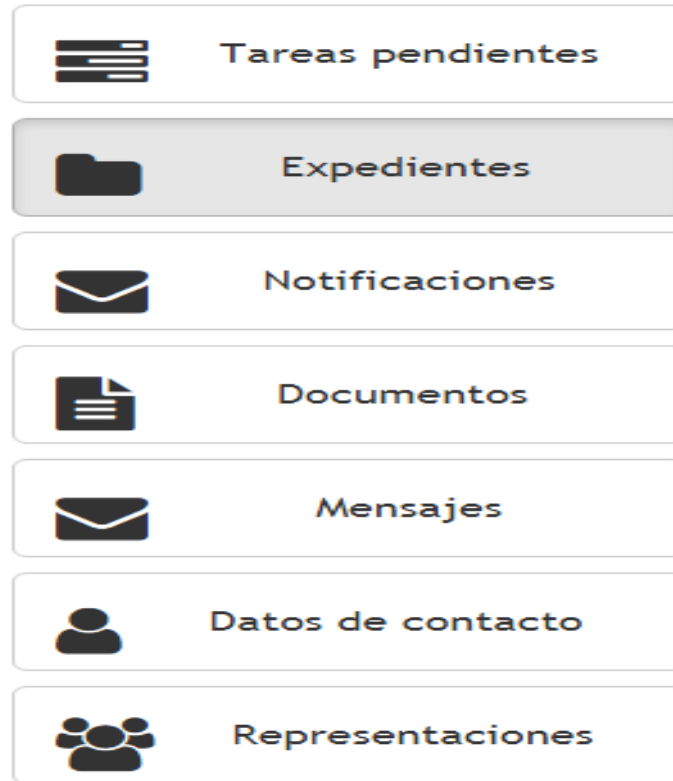 Tareas pendientes
Expedientes
Notificaciones
Documentos
Mensajes
Datos de contacto
Representaciones